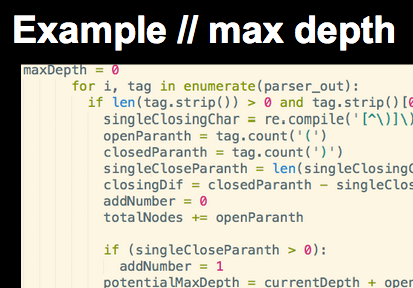 Example // max depth
maxDepth = 0
for i, tag in enumerate(parser_out):
if len(tag.strip()) > 0 and tag.strip()[0
singleClosingChar = re.compile('[^\)]\)
openParanth = tag.count('(')
closedParanth = tag.count(')')
singleCloseParanth = len(singleClosingC
closingDif = closedParanth - singleClos
addNumber = 0
totalNodes += openParanth
if (singleCloseParanth > 0):
addNumber = 1
potentialMaxDepth = currentDepth + open